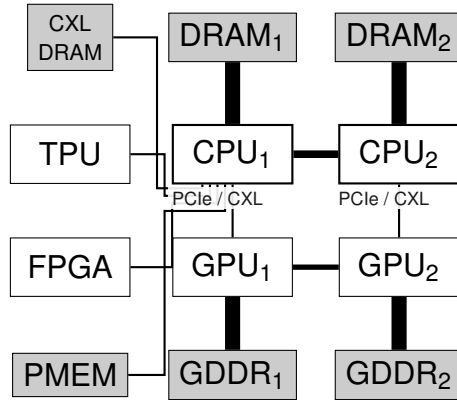 CXL
DRAM
DRAM₁
DRAM₂
TPU
CPU₁
CPU₂
PCIe / CXL
PCIe / CXL
FPGA
GPU₁
GPU₂
PMEM
GDDR₁
GDDR₂